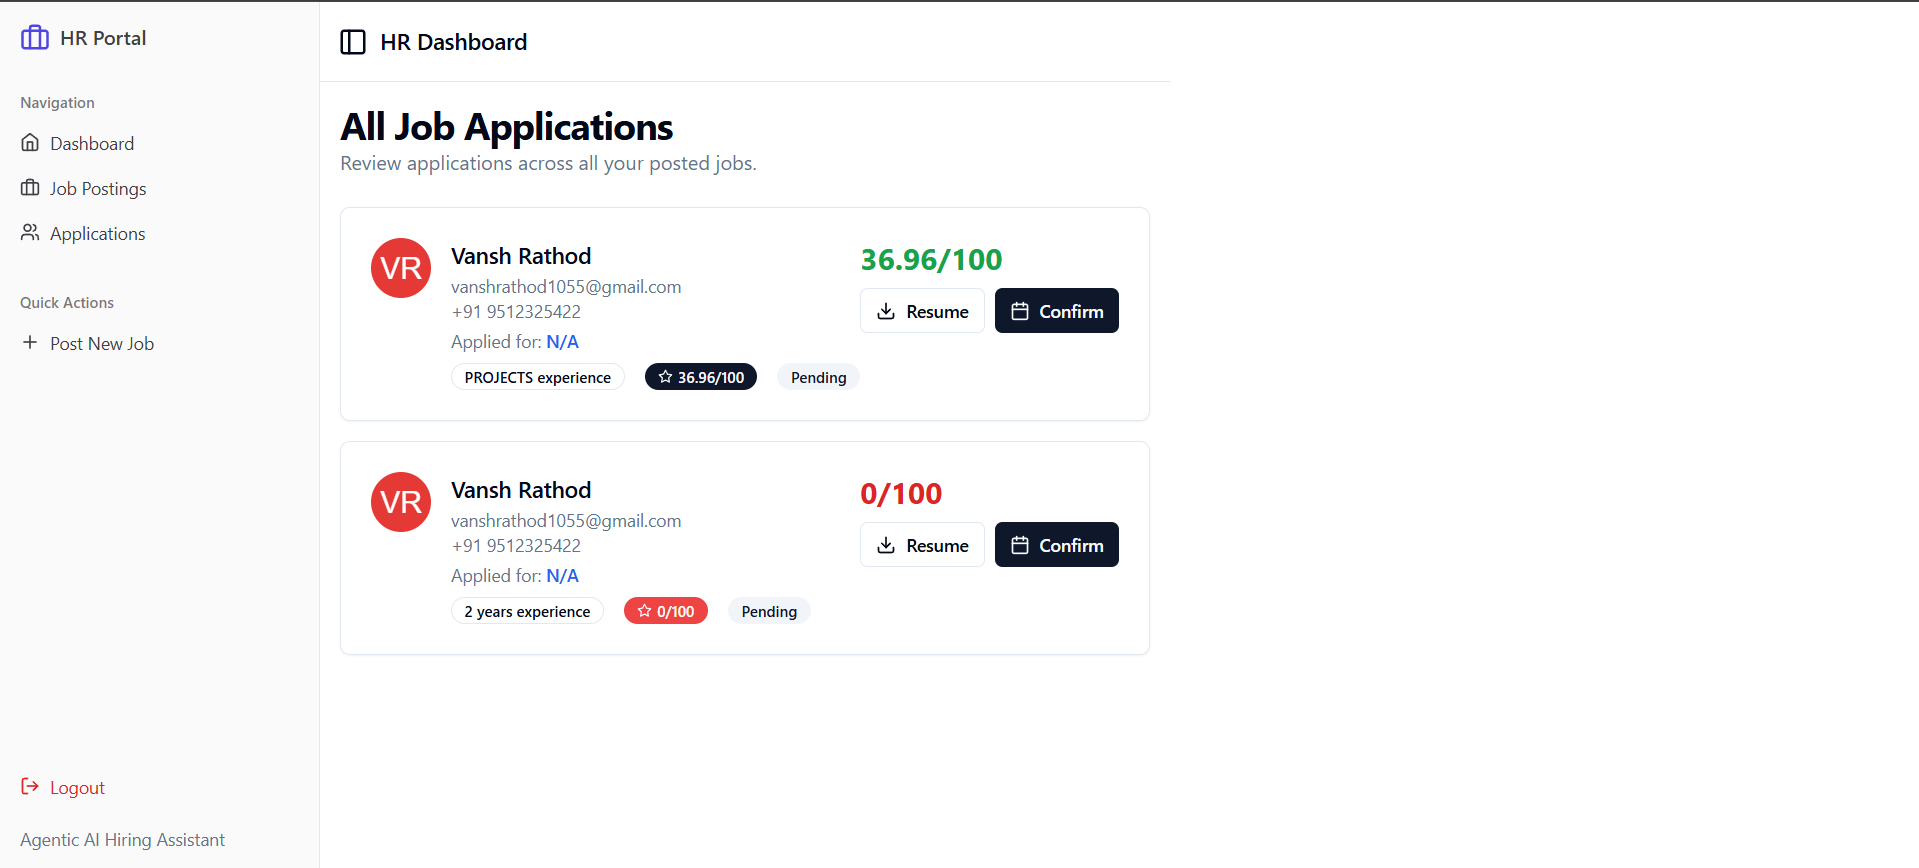 HR Portal
Navigation
Dashboard
Job Postings
Applications
Quick Actions
Post New Job
Logout
Agentic AI Hiring Assistant
HR Dashboard
All Job Applications
Review applications across all your posted jobs.
VR
Vansh Rathod
vanshrathod1055@gmail.com
+91 9512325422
Applied for: N/A
PROJECTS experience 36.96/100 Pending
36.96/100
Resume Confirm
VR
Vansh Rathod
vanshrathod1055@gmail.com
+91 9512325422
Applied for: N/A
2 years experience 0/100 Pending
0/100
Resume Confirm